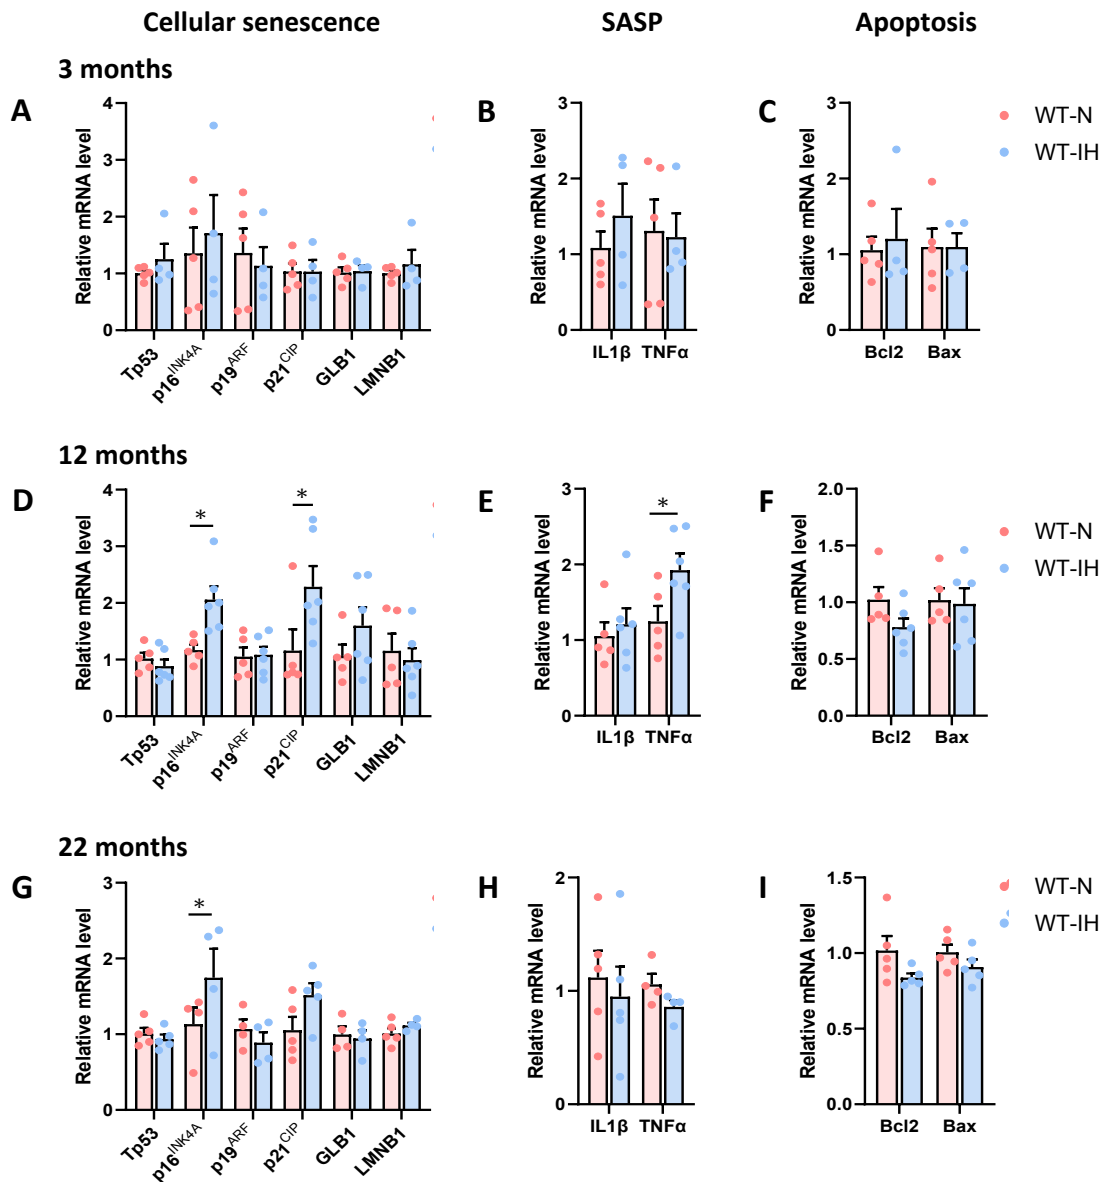 Cellular senescence SASP Apoptosis
3 months
A
Relative mRNA level
4
3
2
1
0
Tp53 p16INK4A p19ARF p21CIP GLB1 LMNB1
B
Relative mRNA level
3
2
1
0
IL1β TNFα
C
Relative mRNA level
3
2
1
0
Bcl2 Bax
WT-N
WT-IH
12 months
D
Relative mRNA level
4
3
2
1
0
* *
Tp53 p16INK4A p19ARF p21CIP GLB1 LMNB1
E
Relative mRNA level
3
2
1
0
*
IL1β TNFα
F
Relative mRNA level
2.0
1.5
1.0
0.5
0.0
Bcl2 Bax
WT-N
WT-IH
22 months
G
Relative mRNA level
3
2
1
0
*
Tp53 p16INK4A p19ARF p21CIP GLB1 LMNB1
H
Relative mRNA level
2
1
0
IL1β TNFα
I
Relative mRNA level
1.5
1.0
0.5
0.0
Bcl2 Bax
WT-N
WT-IH